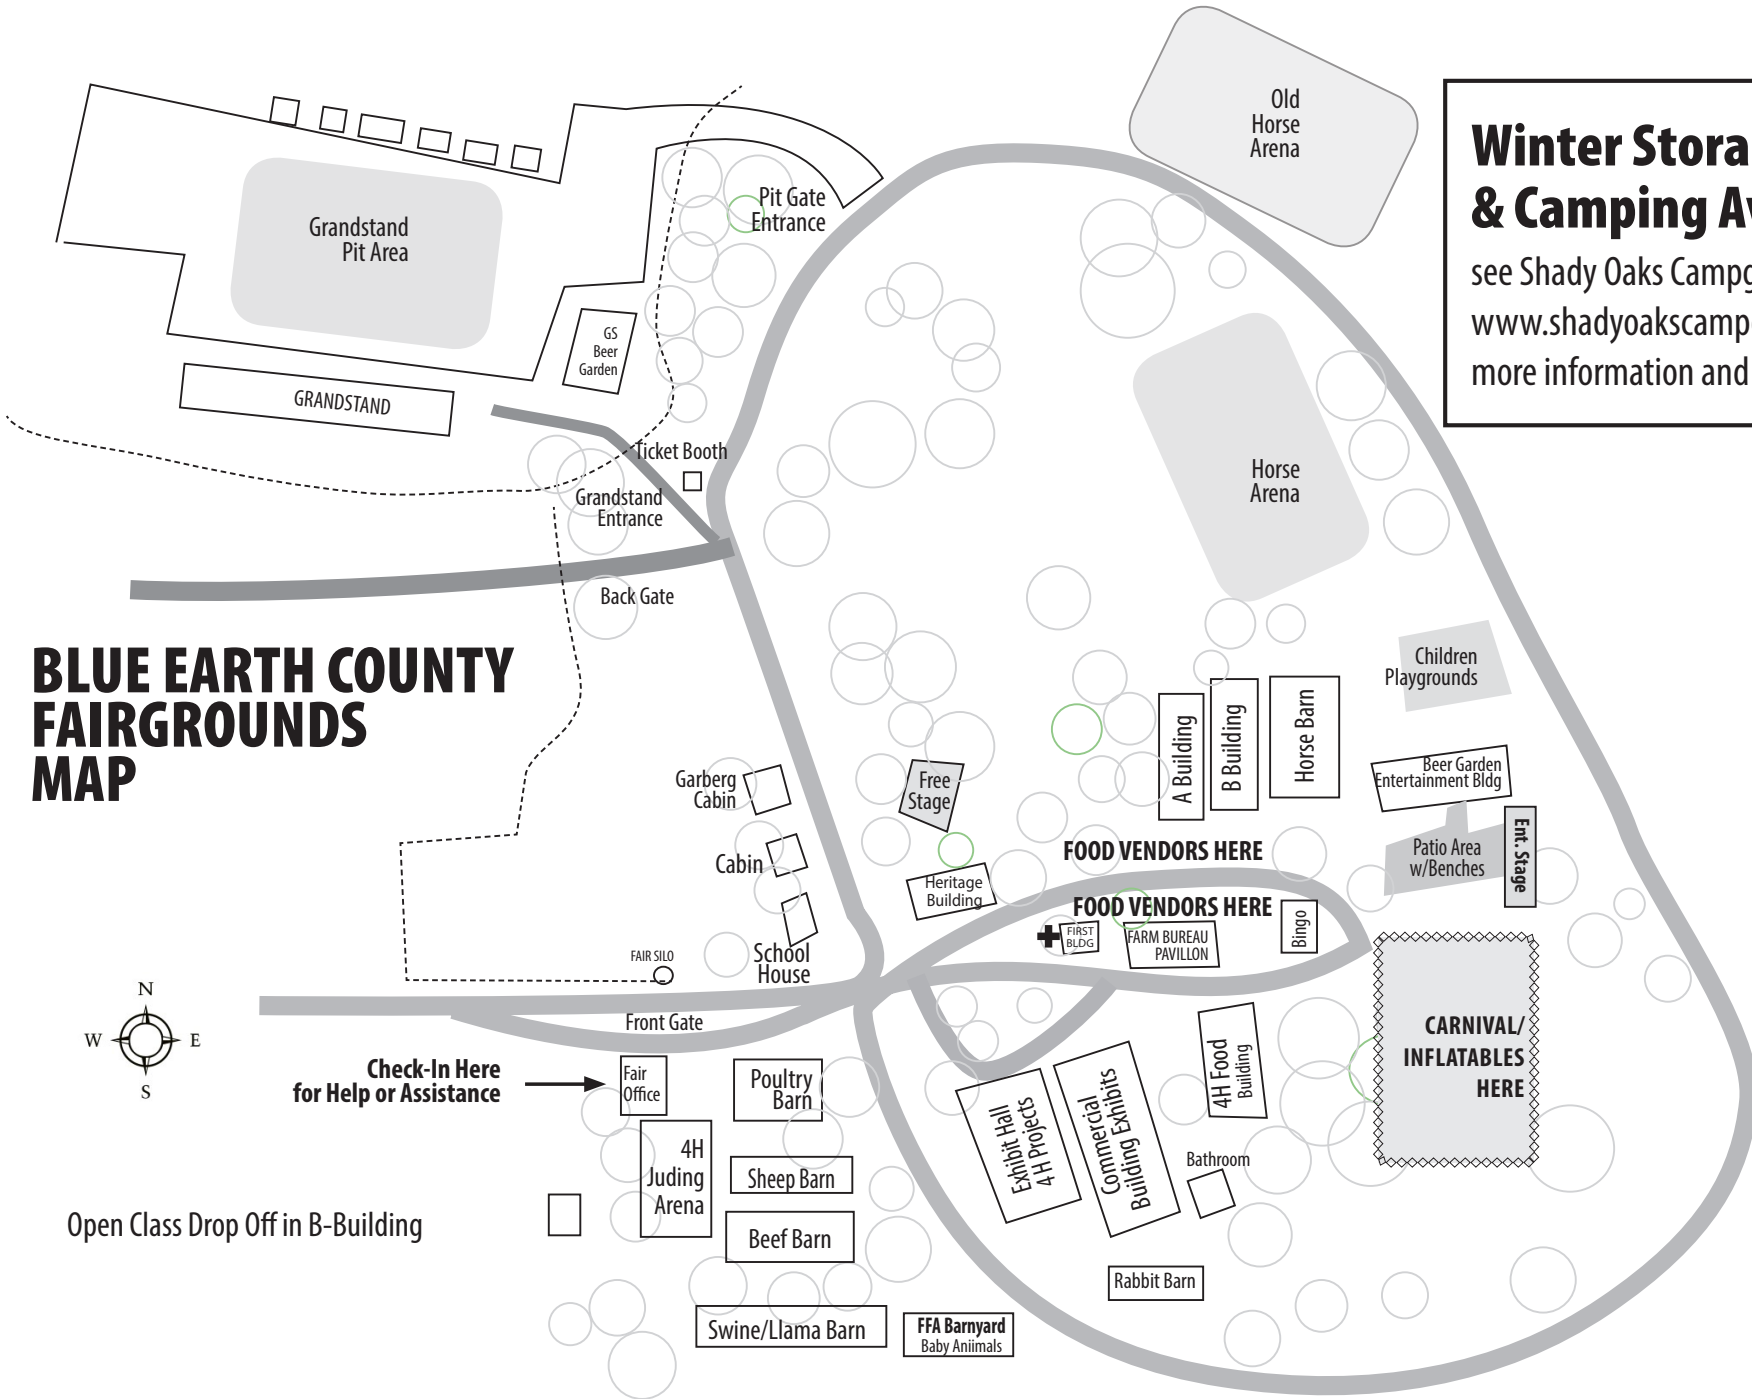 Old
Horse
Arena
Winter Stora
& Camping Av
see Shady Oaks Campg
www.shadyoakscamp
more information and
Pit Gate
Entrance
Grandstand
Pit Area
GS
Beer
Garden
GRANDSTAND
Ticket Booth
Grandstand
Entrance
Horse
Arena
Back Gate
BLUE EARTH COUNTY
FAIRGROUNDS
MAP
Children
Playgrounds
A Building
B Building
Horse Barn
Garberg
Cabin
Free
Stage
Beer Garden
Entertainment Bldg
Ent. Stage
Patio Area
w/Benches
Cabin
FOOD VENDORS HERE
Heritage
Building
FOOD VENDORS HERE
FIRST
BLDG
FARM BUREAU
PAVILLON
Bingo
School
House
FAIR SILO
N
W E
S
Front Gate
Check-In Here
for Help or Assistance
Fair
Office
Poultry
Barn
4H Food
Building
CARNIVAL/
INFLATABLES
HERE
Exhibit Hall
4H Projects
Commercial
Building Exhibits
Bathroom
4H
Juding
Arena
Sheep Barn
Open Class Drop Off in B-Building
Beef Barn
Rabbit Barn
Swine/Llama Barn
FFA Barnyard
Baby Aniimals